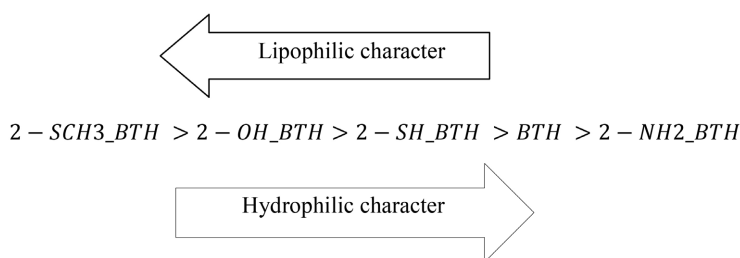 Lipophilic character
2 − SCH3_BTH > 2 − OH_BTH > 2 − SH_BTH > BTH > 2 − NH2_BTH
Hydrophilic character